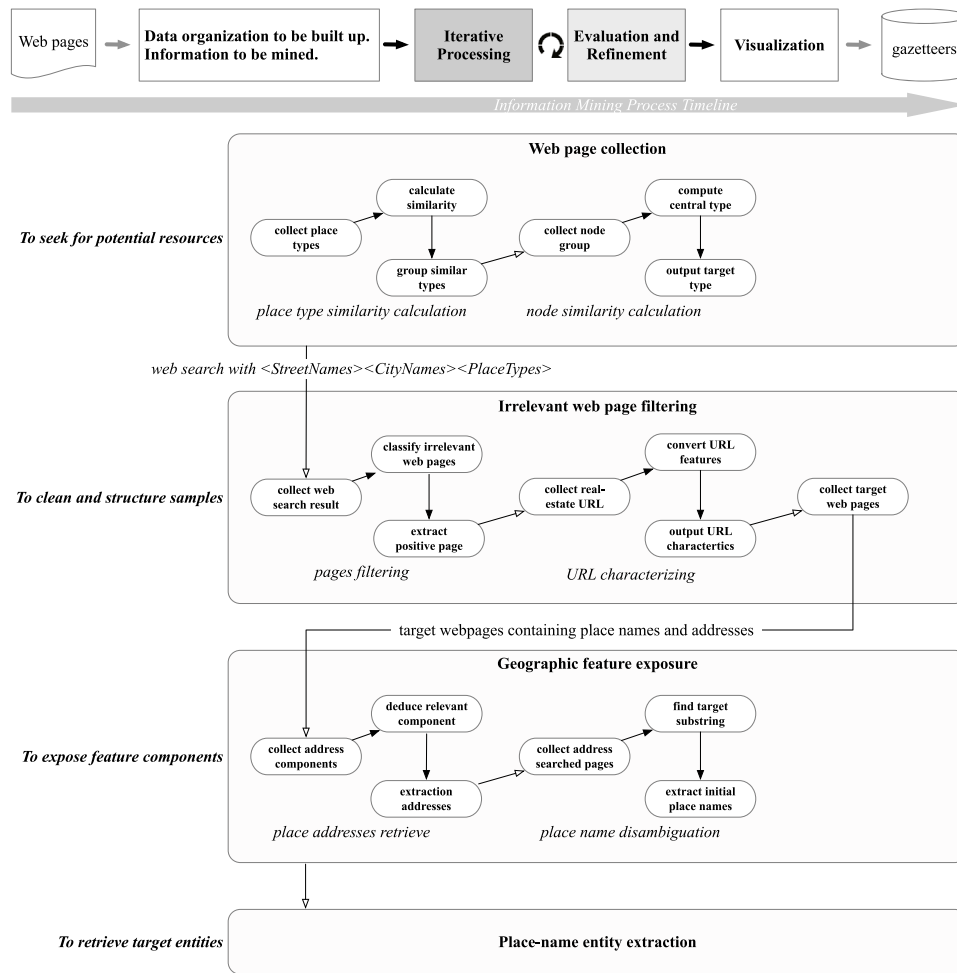 Web pages
Data organization to be built up.
Information to be mined.
Iterative
Processing
Evaluation and
Refinement
Visualization
gazetteers
Information Mining Process Timeline
Web page collection
To seek for potential resources
collect place
types
calculate
similarity
group similar
types
collect node
group
compute
central type
output target
type
place type similarity calculation
node similarity calculation
web search with <StreetNames><CityNames><PlaceTypes>
Irrelevant web page filtering
To clean and structure samples
collect web
search result
classify irrelevant
web pages
extract
positive page
collect real-
estate URL
convert URL
features
output URL
charactertics
collect target
web pages
pages filtering
URL characterizing
target webpages containing place names and addresses
Geographic feature exposure
To expose feature components
collect address
components
deduce relevant
component
extraction
addresses
collect address
searched pages
find target
substring
extract initial
place names
place addresses retrieve
place name disambiguation
To retrieve target entities
Place-name entity extraction